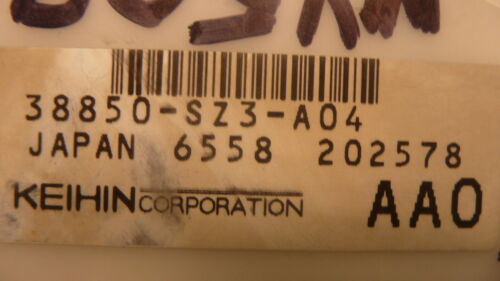 38850-SZ3-A04
JAPAN 6558 202578
KEIHIN CORPORATION AA0